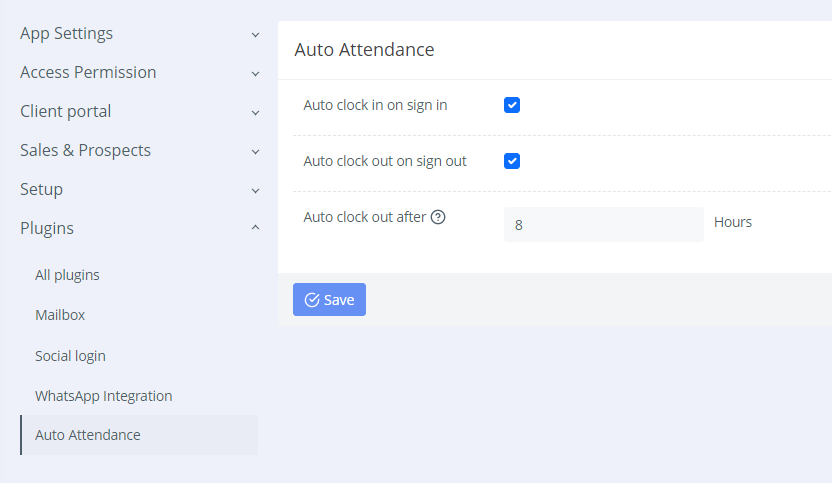 App Settings
Access Permission
Client portal
Sales & Prospects
Setup
Plugins
All plugins
Mailbox
Social login
WhatsApp Integration
Auto Attendance
Auto Attendance
Auto clock in on sign in
Auto clock out on sign out
Auto clock out after ? 8 Hours
Save